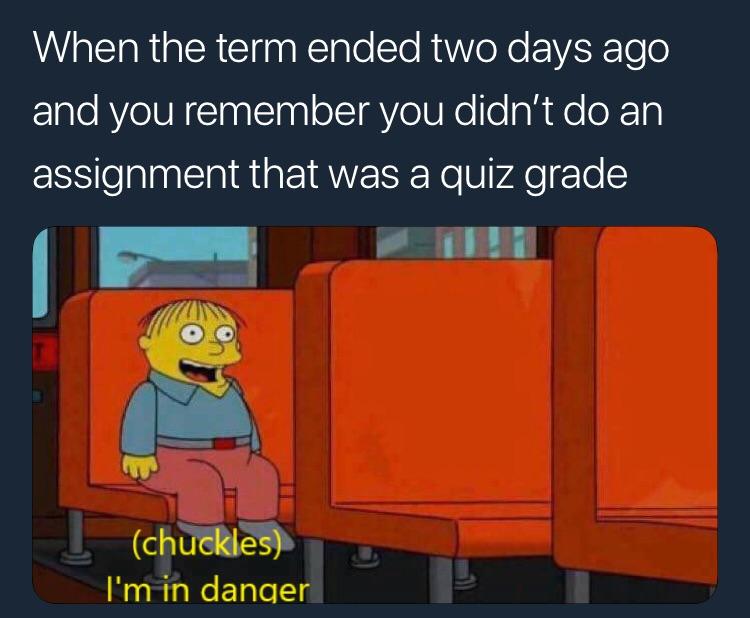 When the term ended two days ago
and you remember you didn’t do an
assignment that was a quiz grade
(chuckles)
I'm in danger